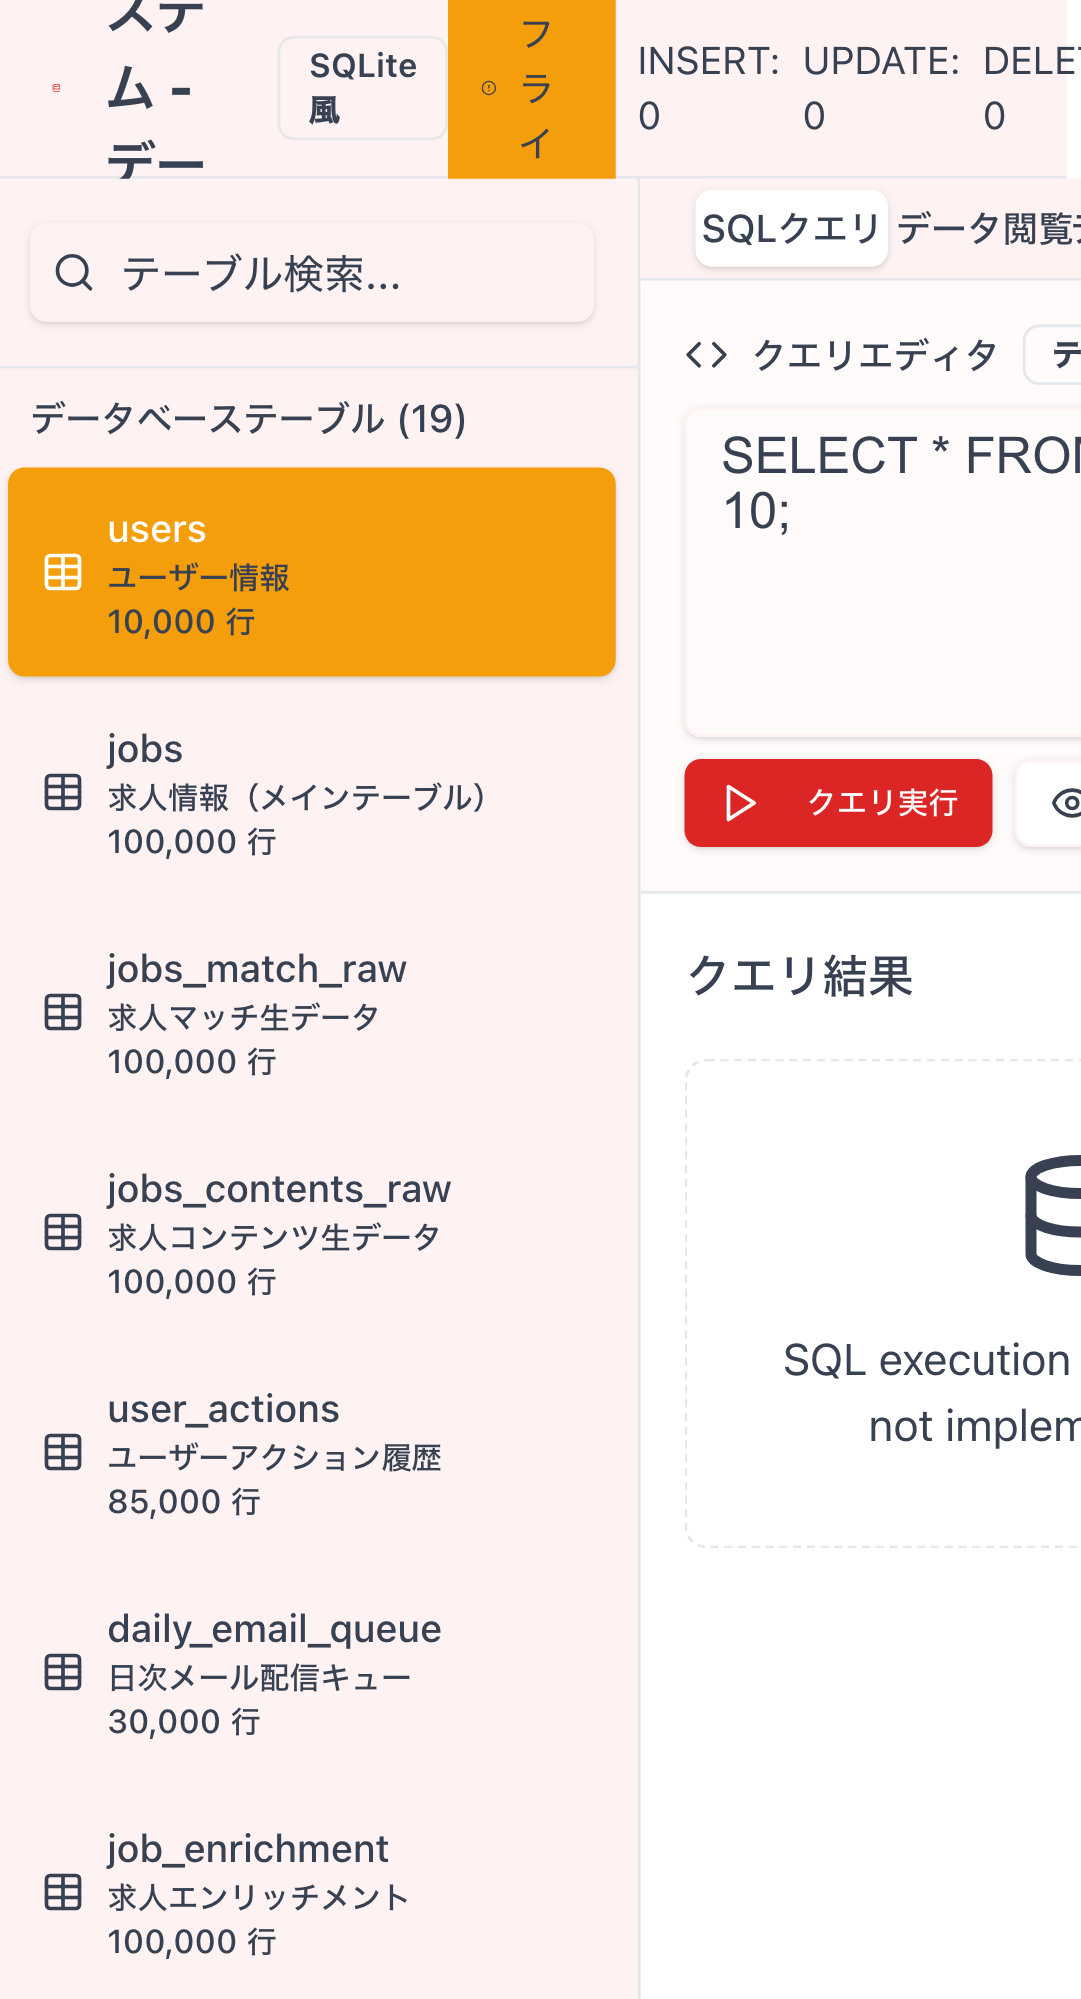 ステ
ム -
デー
SQLite
風
フ
ライ
INSERT:
0
UPDATE:
0
0
テーブル検索...
データベーステーブル (19)
users
ユーザー情報
10,000 行
jobs
求人情報（メインテーブル）
100,000 行
jobs_match_raw
求人マッチ生データ
100,000 行
jobs_contents_raw
求人コンテンツ生データ
100,000 行
user_actions
ユーザーアクション履歴
85,000 行
daily_email_queue
日次メール配信キュー
30,000 行
job_enrichment
求人エンリッチメント
100,000 行
SQLクエリ
データ閲覧
クエリエディタ
SELECT * FROM
10;
クエリ実行
クエリ結果
SQL execution
not implem